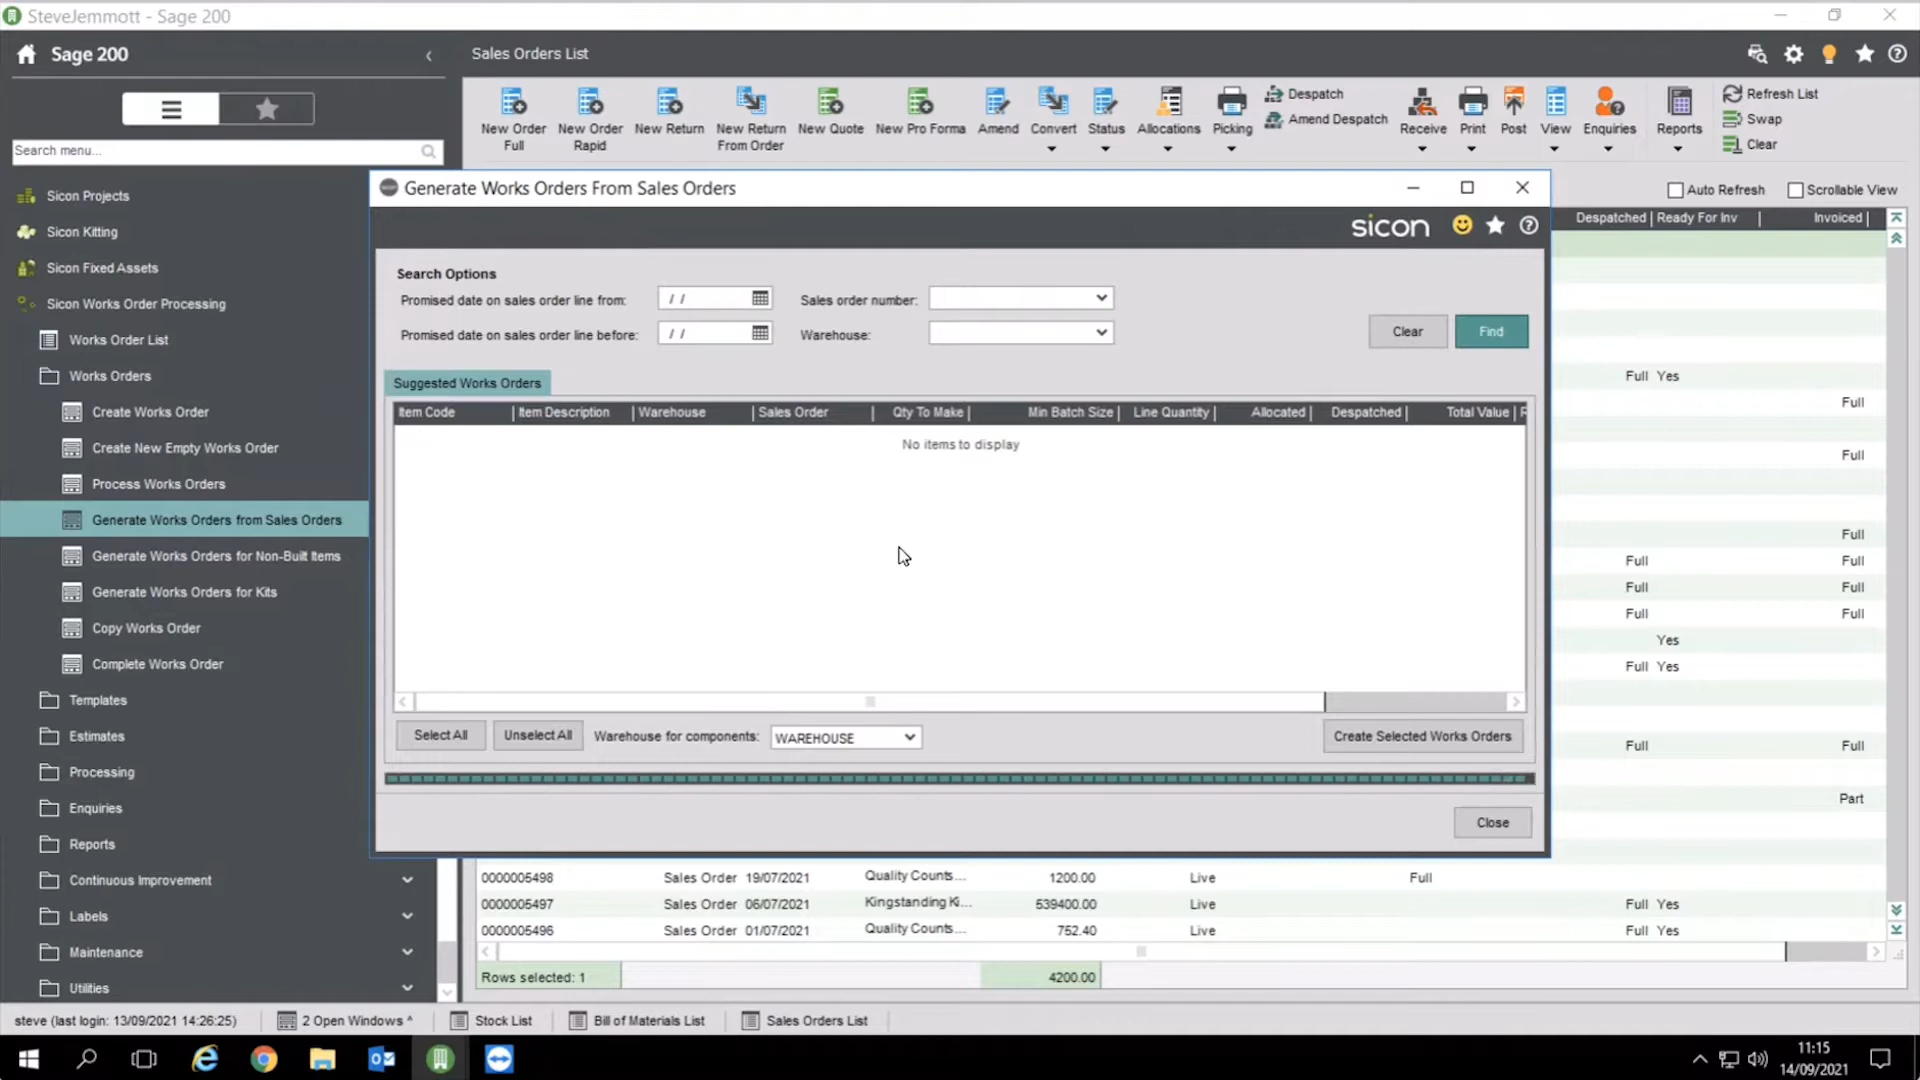 SteveJemmott - Sage 200
Sage 200
Sales Orders List
New Order Full
New Order Rapid
New Return
New Return From Order
New Quote
New Pro Forma
Amend
Convert
Status
Allocations
Picking
Despatch
Amend Despatch
Receive
Print
Post
View
Enquiries
Reports
Refresh List
Swap
Clear
Search menu...
Auto Refresh
Scrollable View
Despatched
Ready For Inv
Invoiced
Sicon Projects
Sicon Kitting
Sicon Fixed Assets
Sicon Works Order Processing
Works Order List
Works Orders
Create Works Order
Create New Empty Works Order
Process Works Orders
Generate Works Orders from Sales Orders
Generate Works Orders for Non-Built Items
Generate Works Orders for Kits
Copy Works Order
Complete Works Order
Templates
Estimates
Processing
Enquiries
Reports
Continuous Improvement
Labels
Maintenance
Utilities
Generate Works Orders From Sales Orders
sicon
Search Options
Promised date on sales order line from: / /
Sales order number:
Promised date on sales order line before: / /
Warehouse:
Clear
Find
Suggested Works Orders
Item Code | Item Description | Warehouse | Sales Order | Qty To Make | Min Batch Size | Line Quantity | Allocated | Despatched | Total Value | R
No items to display
Select All
Unselect All
Warehouse for components: WAREHOUSE
Create Selected Works Orders
Close
Full Yes
Full
Full
Full
Full Full
Full Full
Full Full
Yes
Full Yes
Full Full
Part
0000005498 Sales Order 19/07/2021 Quality Counts... 1200.00 Live Full
0000005497 Sales Order 06/07/2021 Kingstanding Ki... 539400.00 Live Full Yes
0000005496 Sales Order 01/07/2021 Quality Counts... 752.40 Live Full Yes
Rows selected: 1 4200.00
steve (last login: 13/09/2021 14:26:25)
2 Open Windows ^
Stock List
Bill of Materials List
Sales Orders List
11:15
14/09/2021